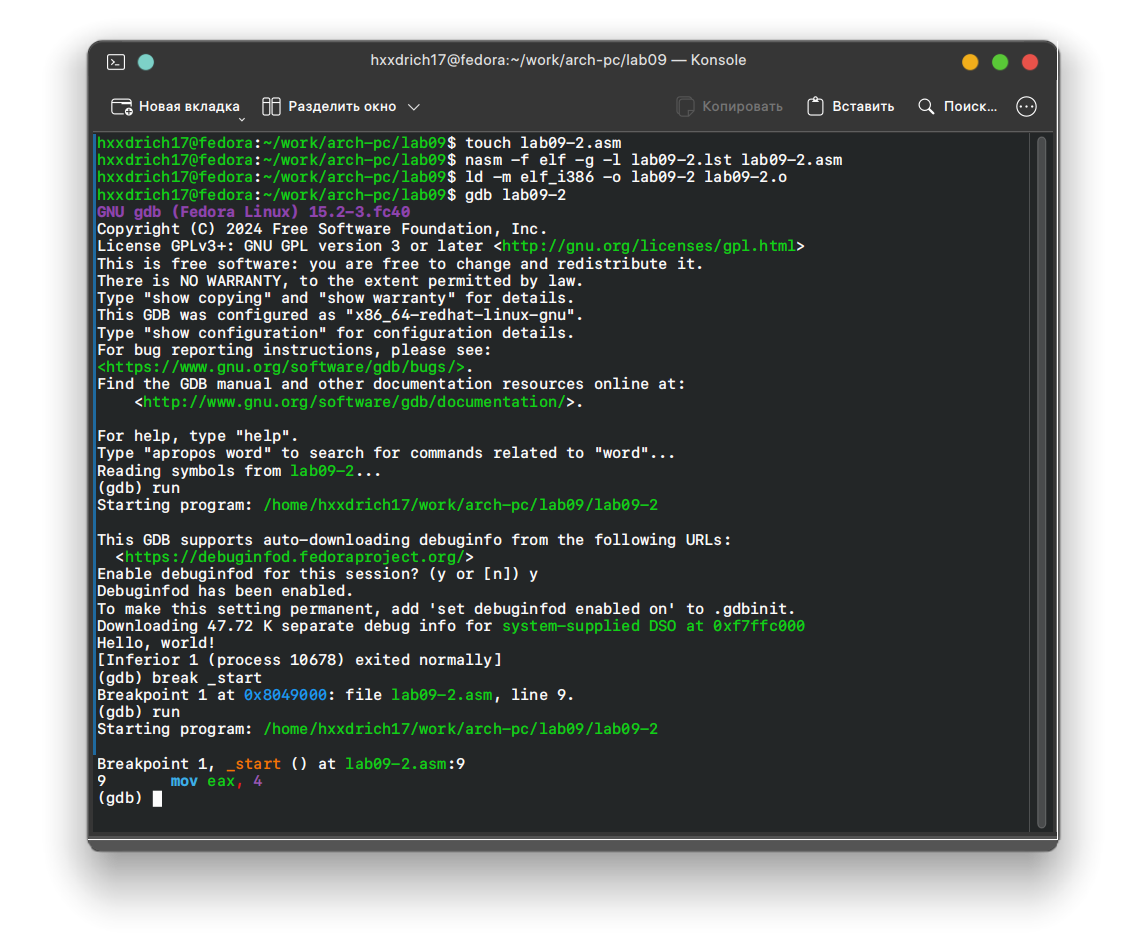 hxxdrich17@fedora:~/work/arch-pc/lab09 — Konsole
Новая вкладка Разделить окно Копировать Вставить Поиск...
hxxdrich17@fedora:~/work/arch-pc/lab09$ touch lab09-2.asm
hxxdrich17@fedora:~/work/arch-pc/lab09$ nasm -f elf -g -l lab09-2.lst lab09-2.asm
hxxdrich17@fedora:~/work/arch-pc/lab09$ ld -m elf_i386 -o lab09-2 lab09-2.o
hxxdrich17@fedora:~/work/arch-pc/lab09$ gdb lab09-2
GNU gdb (Fedora Linux) 15.2-3.fc40
Copyright (C) 2024 Free Software Foundation, Inc.
License GPLv3+: GNU GPL version 3 or later <http://gnu.org/licenses/gpl.html>
This is free software: you are free to change and redistribute it.
There is NO WARRANTY, to the extent permitted by law.
Type "show copying" and "show warranty" for details.
This GDB was configured as "x86_64-redhat-linux-gnu".
Type "show configuration" for configuration details.
For bug reporting instructions, please see:
<https://www.gnu.org/software/gdb/bugs/>.
Find the GDB manual and other documentation resources online at:
    <http://www.gnu.org/software/gdb/documentation/>.

For help, type "help".
Type "apropos word" to search for commands related to "word"...
Reading symbols from lab09-2...
(gdb) run
Starting program: /home/hxxdrich17/work/arch-pc/lab09/lab09-2

This GDB supports auto-downloading debuginfo from the following URLs:
  <https://debuginfod.fedoraproject.org/>
Enable debuginfod for this session? (y or [n]) y
Debuginfod has been enabled.
To make this setting permanent, add 'set debuginfod enabled on' to .gdbinit.
Downloading 47.72 K separate debug info for system-supplied DSO at 0xf7ffc000
Hello, world!
[Inferior 1 (process 10678) exited normally]
(gdb) break _start
Breakpoint 1 at 0x8049000: file lab09-2.asm, line 9.
(gdb) run
Starting program: /home/hxxdrich17/work/arch-pc/lab09/lab09-2

Breakpoint 1, _start () at lab09-2.asm:9
9       mov eax, 4
(gdb)